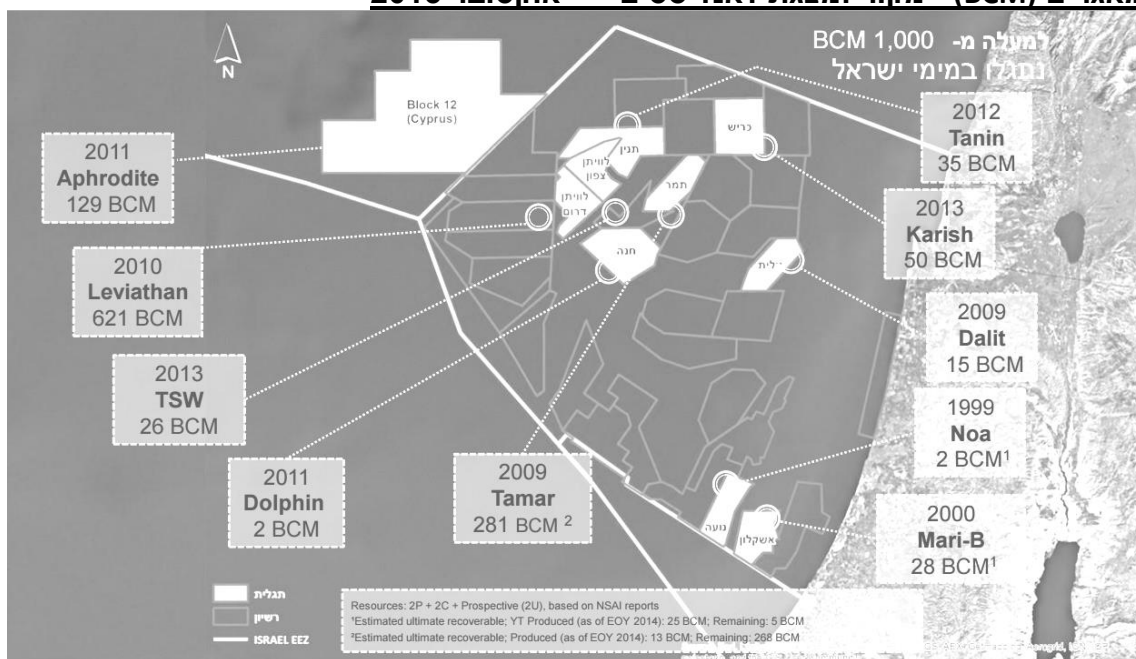 למעלה מ- 1,000 BCM
נתגלו במימי ישראל
N
Block 12
(Cyprus)
2012
Tanin
35 BCM
2011
Aphrodite
129 BCM
כריש
תנין
לוויתן
צפון
תמר
לוויתן
דרום
2013
Karish
50 BCM
חנה
2010
Leviathan
621 BCM
2009
Dalit
15 BCM
2013
TSW
26 BCM
1999
Noa
2 BCM¹
2011
Dolphin
2 BCM
2009
Tamar
281 BCM ²
2000
Mari-B
28 BCM¹
נועה
אשקלון
תגלית
רשיון
ISRAEL EEZ
Resources: 2P + 2C + Prospective (2U), based on NSAI reports
¹Estimated ultimate recoverable; YT Produced (as of EOY 2014): 25 BCM; Remaining: 5 BCM
²Estimated ultimate recoverable; Produced (as of EOY 2014): 13 BCM; Remaining: 268 BCM